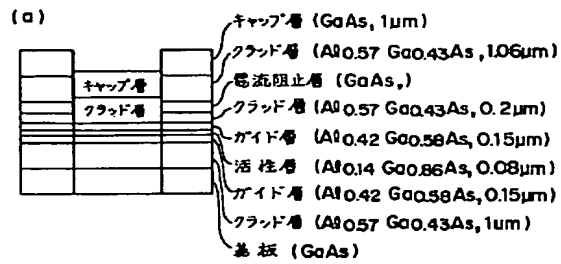 (a)
キャップ層 (GaAs, 1μm)
クラッド層 (Al0.57 Ga0.43As, 1.06μm)
電流阻止層 (GaAs,)
クラッド層 (Al0.57 Ga0.43As, 0.2μm)
ガイド層 (Al0.42 Ga0.58As, 0.15μm)
活性層 (Al0.14 Ga0.86As, 0.08μm)
ガイド層 (Al0.42 Ga0.58As, 0.15μm)
クラッド層 (Al0.57 Ga0.43As, 1μm)
基板 (GaAs)
キャップ層
クラッド層